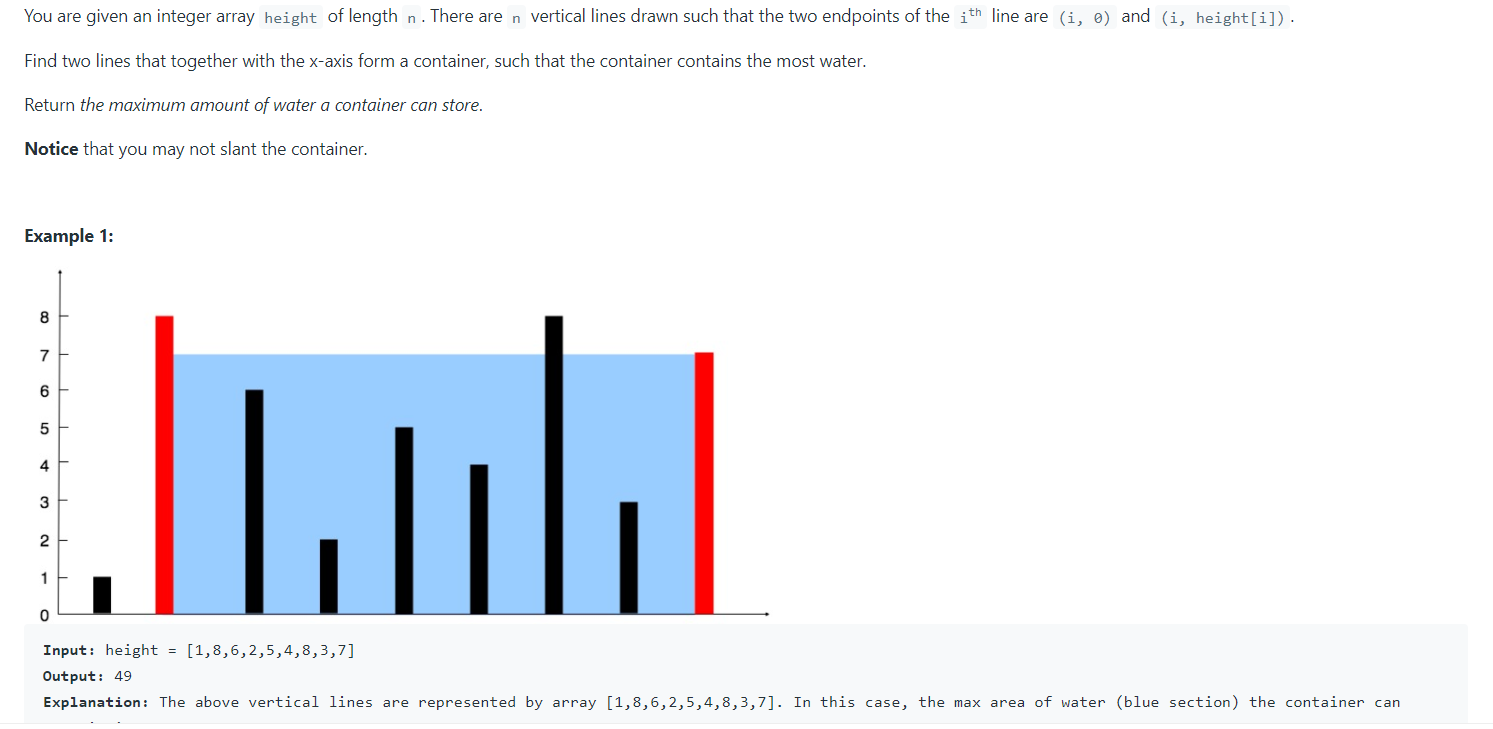 You are given an integer array height of length n. There are n vertical lines drawn such that the two endpoints of the ith line are (i, 0) and (i, height[i]).
Find two lines that together with the x-axis form a container, such that the container contains the most water.
Return the maximum amount of water a container can store.
Notice that you may not slant the container.
Example 1:
8
7
6
5
4
3
2
1
0
Input: height = [1,8,6,2,5,4,8,3,7]
Output: 49
Explanation: The above vertical lines are represented by array [1,8,6,2,5,4,8,3,7]. In this case, the max area of water (blue section) the container can